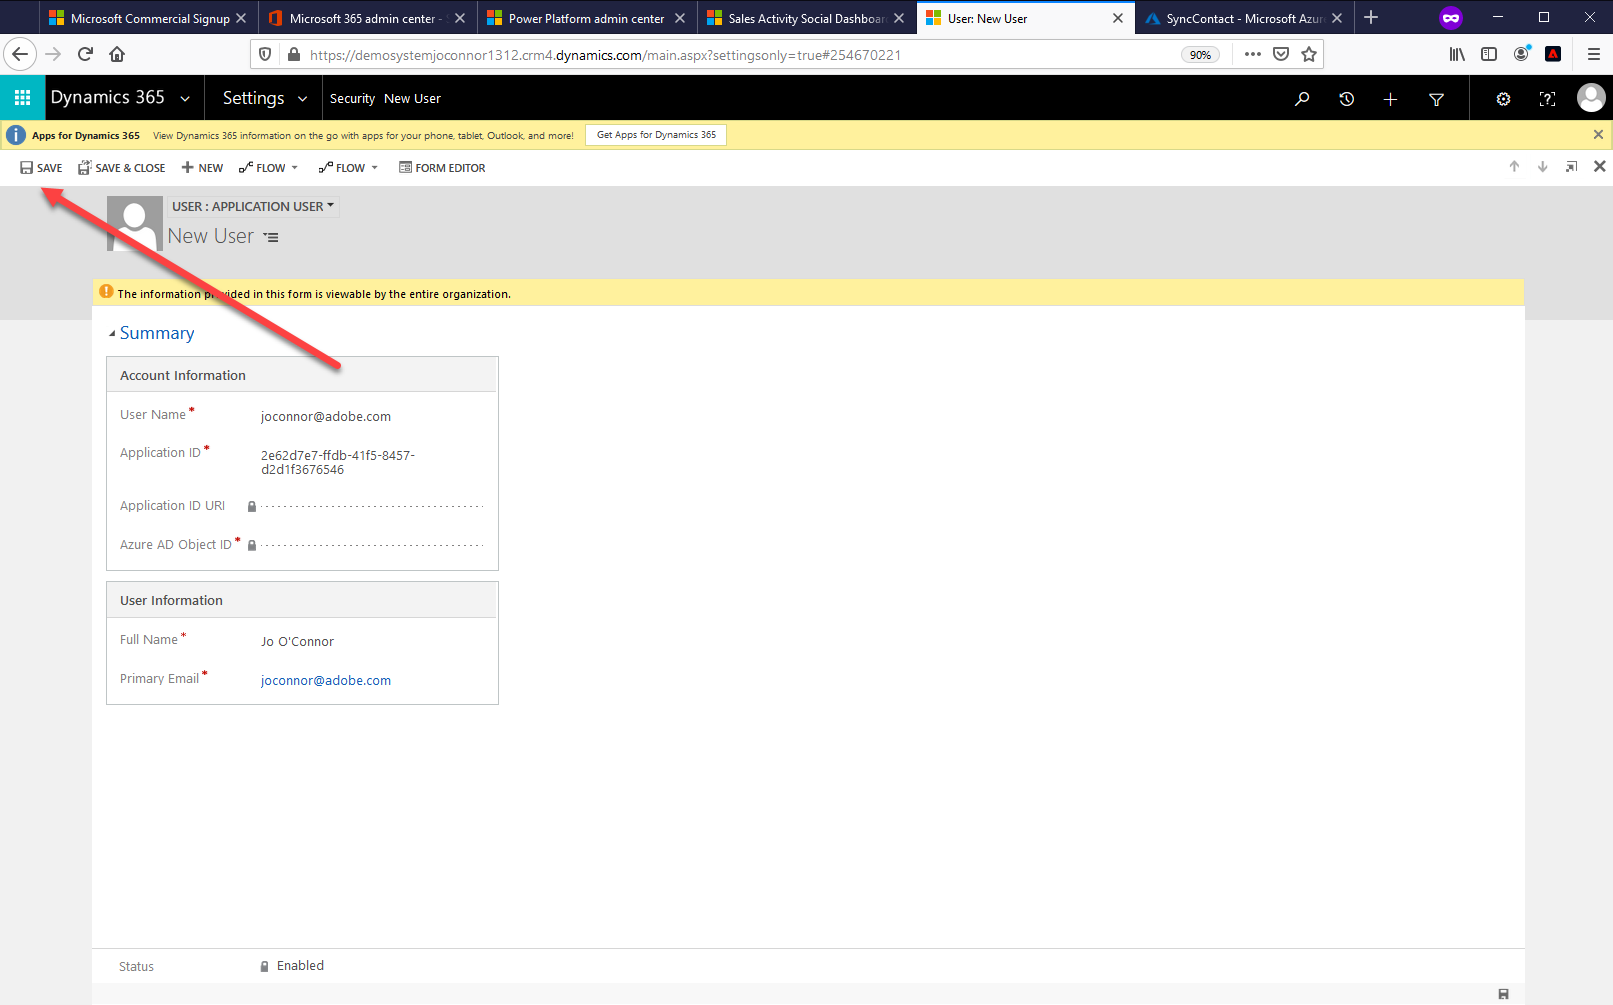 Microsoft Commercial Signup
Microsoft 365 admin center -
Power Platform admin center
Sales Activity Social Dashboar
User: New User
SyncContact - Microsoft Azur
https://demosystemjoconnor1312.crm4.dynamics.com/main.aspx?settingsonly=true#254670221
90%
Dynamics 365
Settings
Security
New User
Apps for Dynamics 365
View Dynamics 365 information on the go with apps for your phone, tablet, Outlook, and more!
Get Apps for Dynamics 365
SAVE
SAVE & CLOSE
NEW
FLOW
FLOW
FORM EDITOR
USER : APPLICATION USER
New User
The information provided in this form is viewable by the entire organization.
Summary
Account Information
User Name*
joconnor@adobe.com
Application ID*
2e62d7e7-ffdb-41f5-8457-
d2d1f3676546
Application ID URI
Azure AD Object ID*
User Information
Full Name*
Jo O'Connor
Primary Email*
joconnor@adobe.com
Status
Enabled